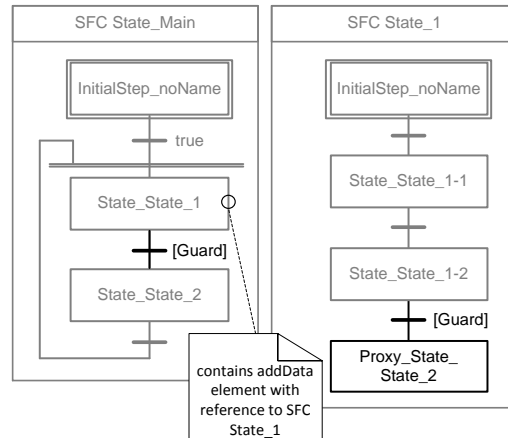 SFC State_Main
InitialStep_noName
true
State_State_1
[Guard]
State_State_2
contains addData
element with
reference to SFC
State_1
SFC State_1
InitialStep_noName
State_State_1-1
State_State_1-2
[Guard]
Proxy_State_
State_2